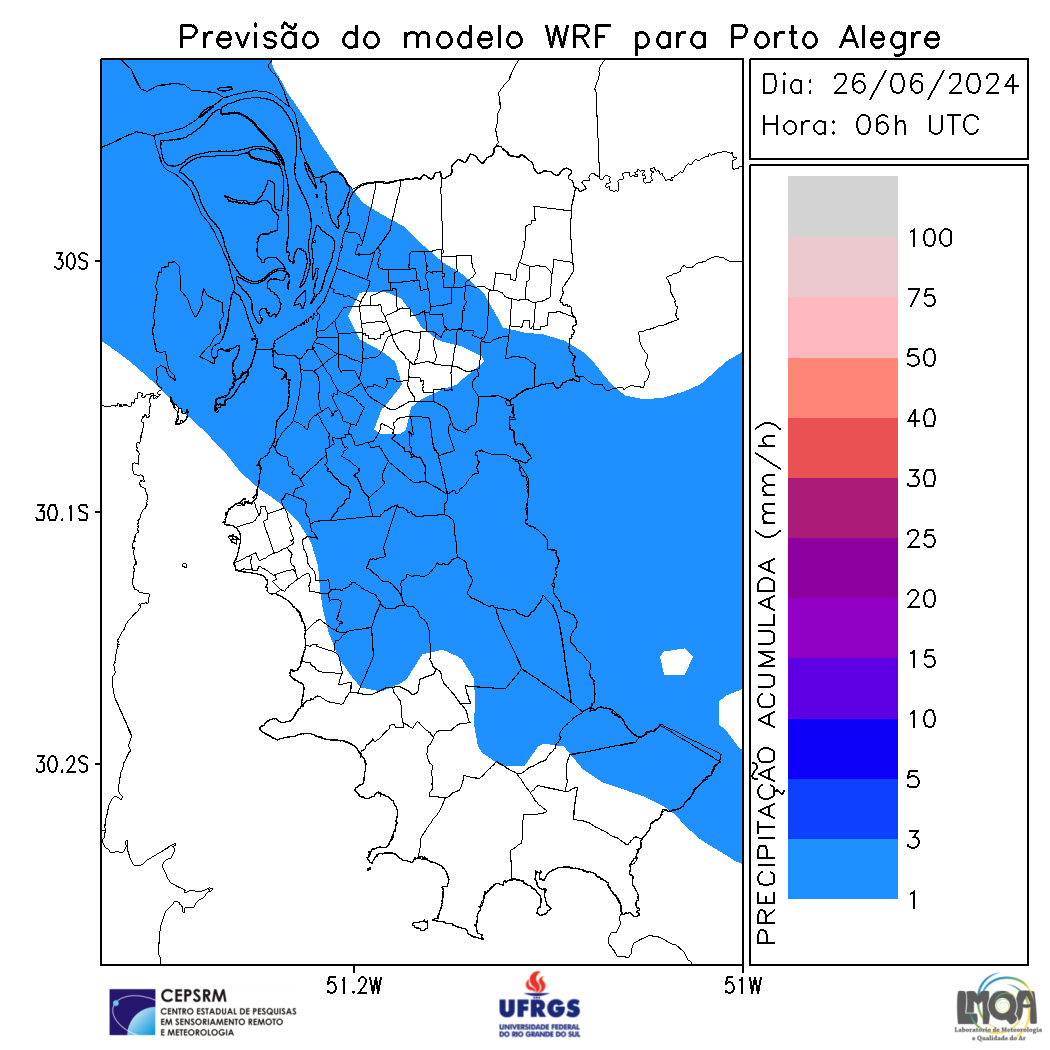 Previsão do modelo WRF para Porto Alegre
Dia: 26/06/2024
Hora: 06h UTC
30S
30.1S
30.2S
51.2W
51W
PRECIPITAÇÃO ACUMULADA (mm/h)
100
75
50
40
30
25
20
15
10
5
3
1
CEPSRM
CENTRO ESTADUAL DE PESQUISAS
EM SENSORIAMENTO REMOTO
E METEOROLOGIA
UFRGS
UNIVERSIDADE FEDERAL
DO RIO GRANDE DO SUL
LMQA
Laboratório de Meteorologia
e Qualidade do Ar